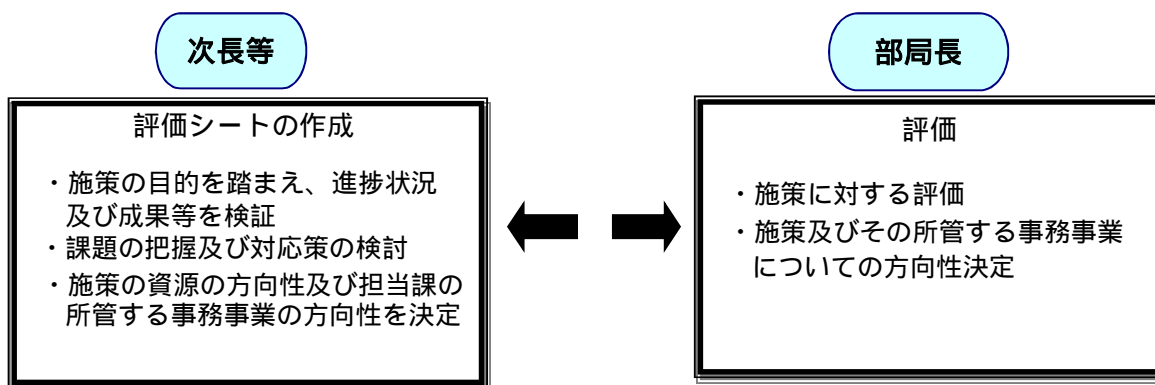 次長等
評価シートの作成
・施策の目的を踏まえ、進捗状況
及び成果等を検証
・課題の把握及び対応策の検討
・施策の資源の方向性及び担当課の
所管する事務事業の方向性を決定
部局長
評価
・施策に対する評価
・施策及びその所管する事務事業
についての方向性決定